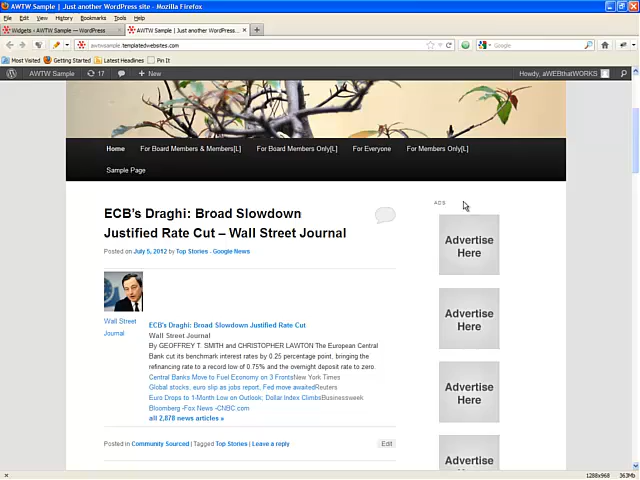 AWTW Sample | Just another WordPress site - Mozilla Firefox
File Edit View History Bookmarks Tools Help
Widgets ‹ AWTW Sample — WordPress
AWTW Sample | Just another WordPress...
awtwsample.templatedwebsites.com
Google
Most Visited Getting Started Latest Headlines Pin It
AWTW Sample 17 + New Howdy, aWEBthatWORKS
Home For Board Members & Members[L] For Board Members Only[L] For Everyone For Members Only[L]
Sample Page
ADS
ECB's Draghi: Broad Slowdown
Justified Rate Cut – Wall Street Journal
Posted on July 5, 2012 by Top Stories - Google News
Wall Street
Journal
ECB's Draghi: Broad Slowdown Justified Rate Cut
Wall Street Journal
By GEOFFREY T. SMITH and CHRISTOPHER LAWTON The European Central
Bank cut its benchmark interest rates by 0.25 percentage point, bringing the
refinancing rate to a record low of 0.75% and the overnight deposit rate to zero.
Central Banks Move to Fuel Economy on 3 FrontsNew York Times
Global stocks, euro slip as jobs report, Fed move awaitedReuters
Euro Drops to 1-Month Low on Outlook; Dollar Index ClimbsBusinessweek
Bloomberg -Fox News -CNBC.com
all 2,878 news articles »
Posted in Community Sourced | Tagged Top Stories | Leave a reply
Edit
Advertise
Here
Advertise
Here
Advertise
Here
Advertise
1288x968 363Mb